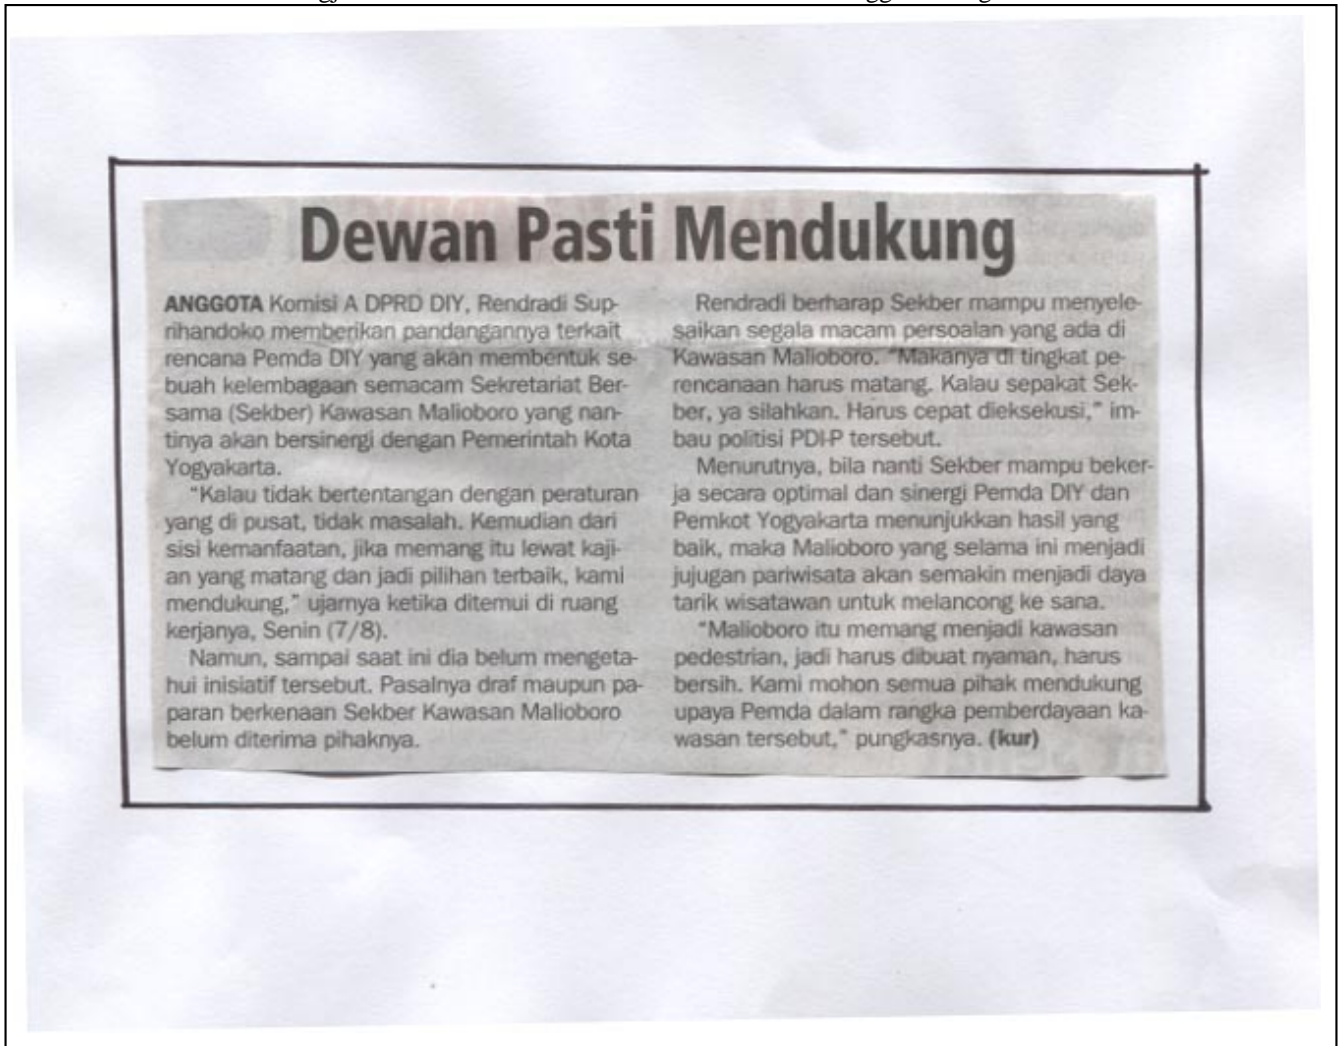 Dewan Pasti Mendukung
ANGGOTA Komisi A DPRD DIY, Rendradi Sup-
rihandoko memberikan pandangannya terkait
rencana Pemda DIY yang akan membentuk se-
buah kelembagaan semacam Sekretariat Ber-
sama (Sekber) Kawasan Malioboro yang nan-
tinya akan bersinergi dengan Pemerintah Kota
Yogyakarta.
"Kalau tidak bertentangan dengan peraturan
yang di pusat, tidak masalah. Kemudian dari
sisi kemanfaatan, jika memang itu lewat kaji-
an yang matang dan jadi pilihan terbaik, kami
mendukung," ujarnya ketika ditemui di ruang
kerjanya, Senin (7/8).
Namun, sampai saat ini dia belum mengeta-
hui inisiatif tersebut. Pasalnya draf maupun pa-
paran berkenaan Sekber Kawasan Malioboro
belum diterima pihaknya.
Rendradi berharap Sekber mampu menyele-
saikan segala macam persoalan yang ada di
Kawasan Malioboro. "Makanya di tingkat pe-
rencanaan harus matang. Kalau sepakat Sek-
ber, ya silahkan. Harus cepat dieksekusi," im-
bau politisi PDI-P tersebut.
Menurutnya, bila nanti Sekber mampu beker-
ja secara optimal dan sinergi Pemda DIY dan
Pemkot Yogyakarta menunjukkan hasil yang
baik, maka Malioboro yang selama ini menjadi
jujugan pariwisata akan semakin menjadi daya
tarik wisatawan untuk melancong ke sana.
"Malioboro itu memang menjadi kawasan
pedestrian, jadi harus dibuat nyaman, harus
bersih. Kami mohon semua pihak mendukung
upaya Pemda dalam rangka pemberdayaan ka-
wasan tersebut," pungkasnya. (kur)